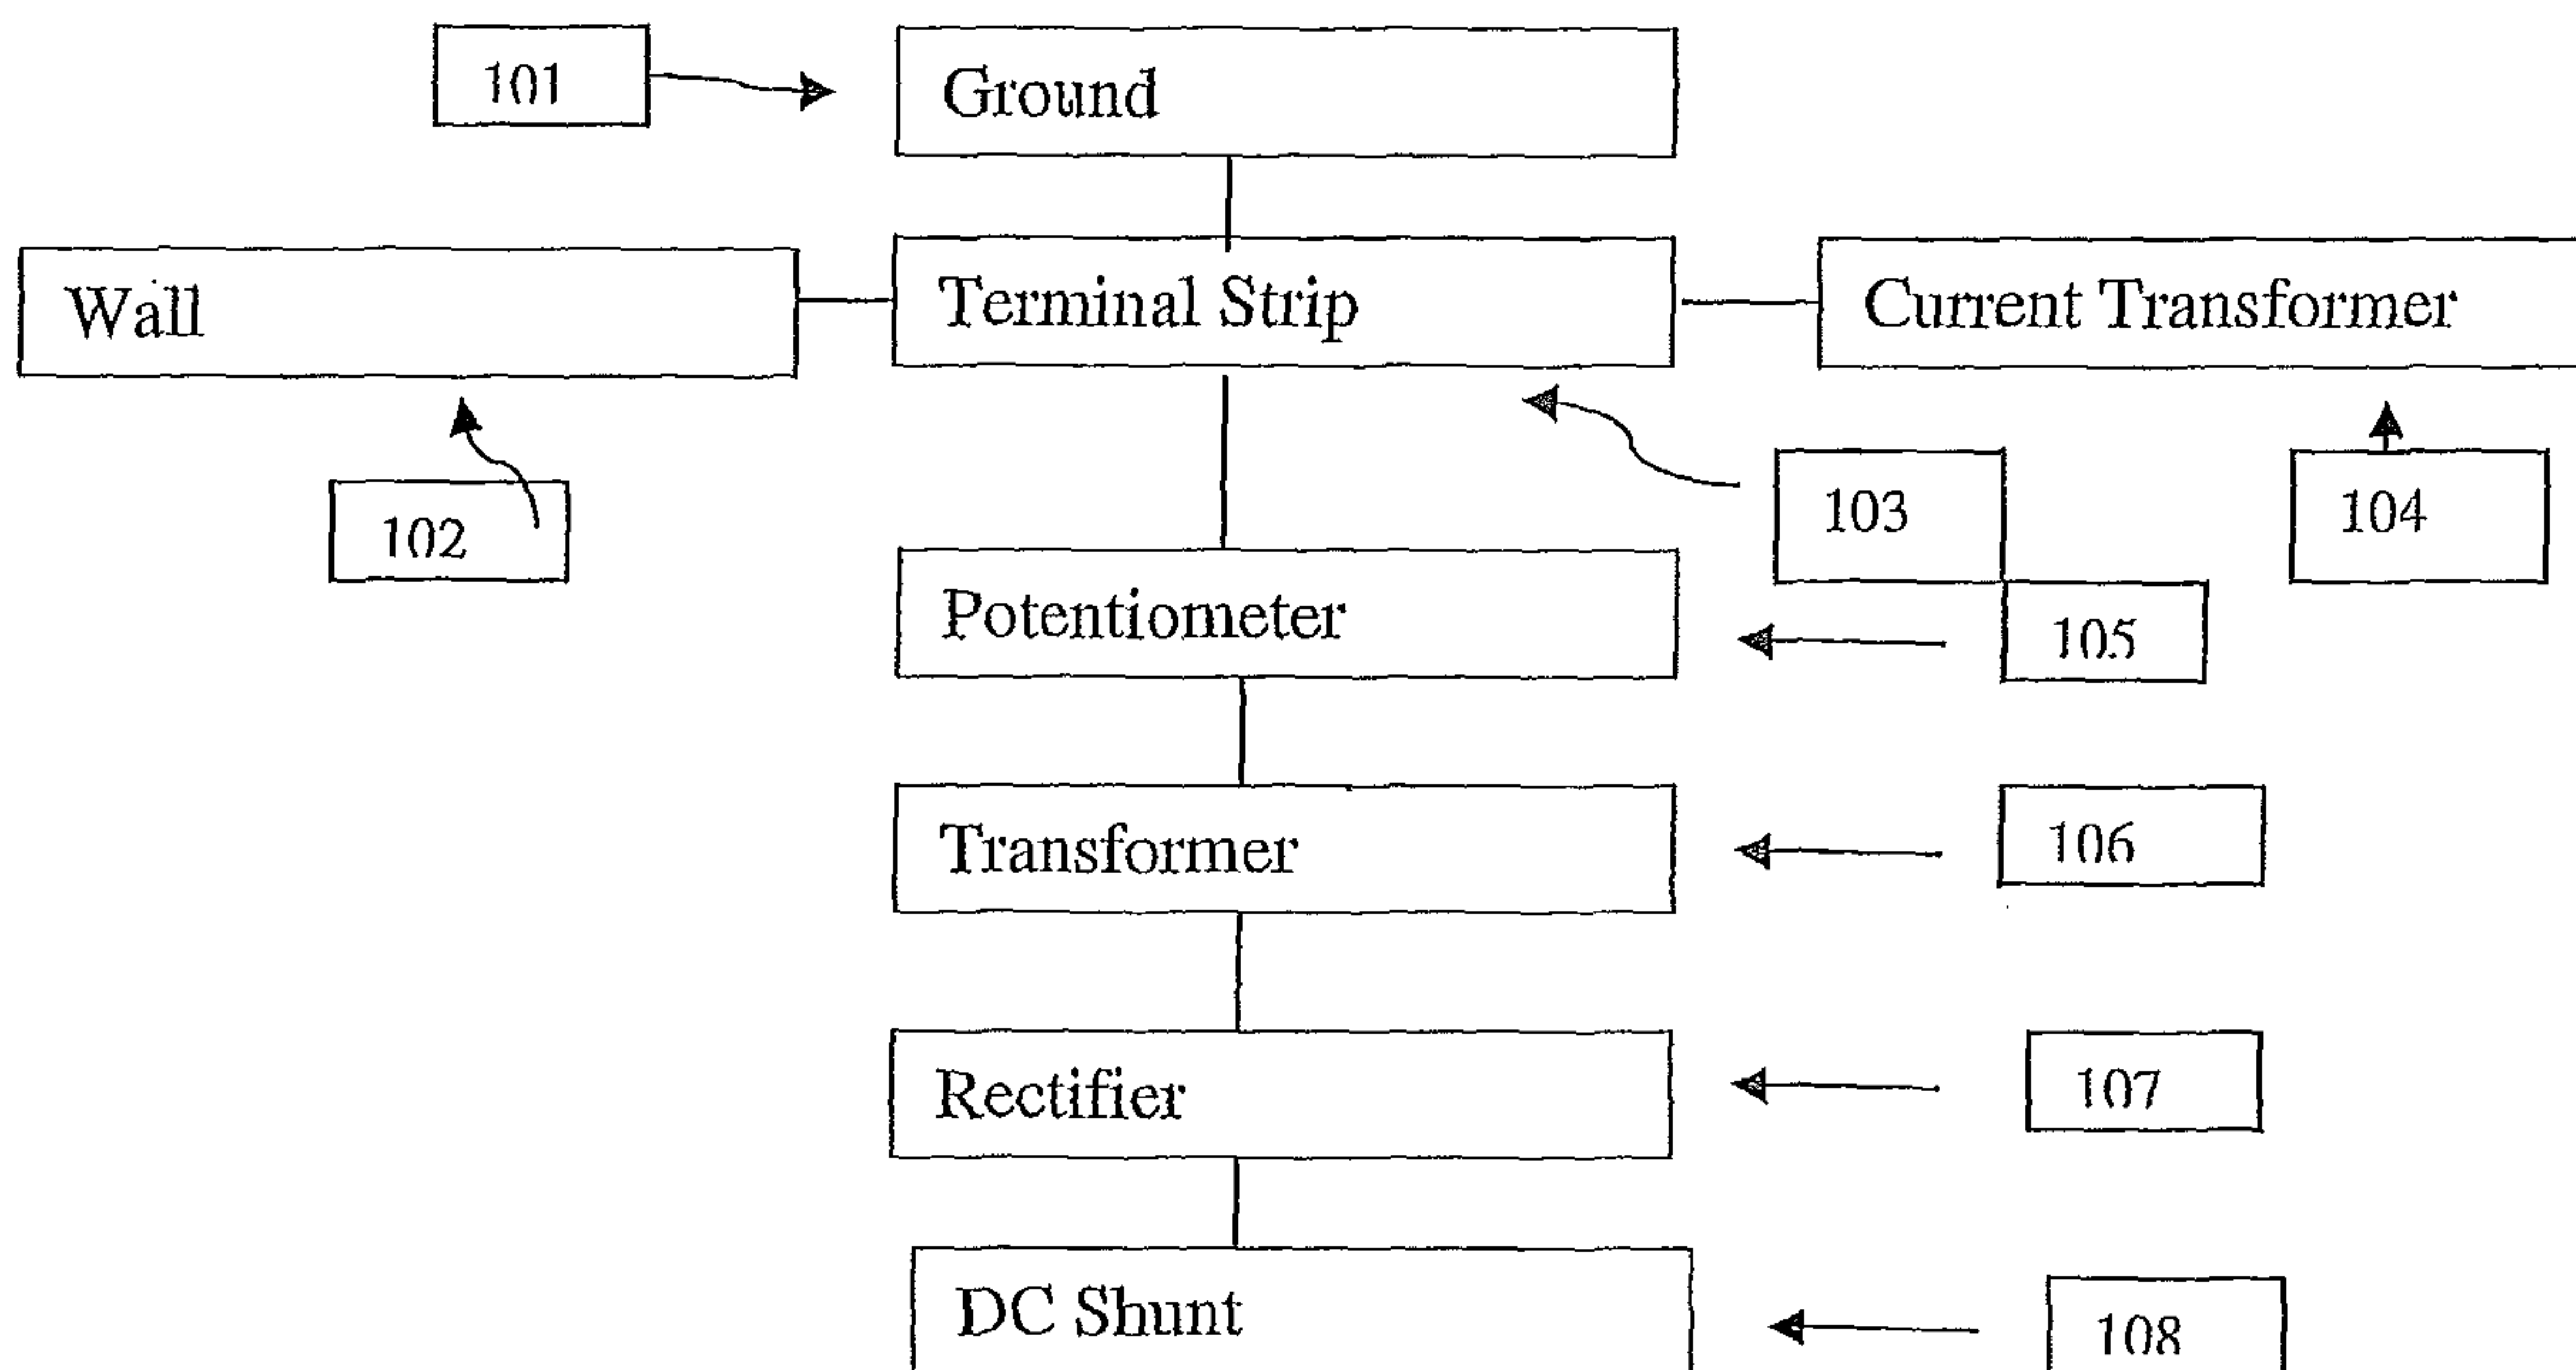 101
Ground
Wall
Terminal Strip
Current Transformer
102
103
104
Potentiometer
105
Transformer
106
Rectifier
107
DC Shunt
108